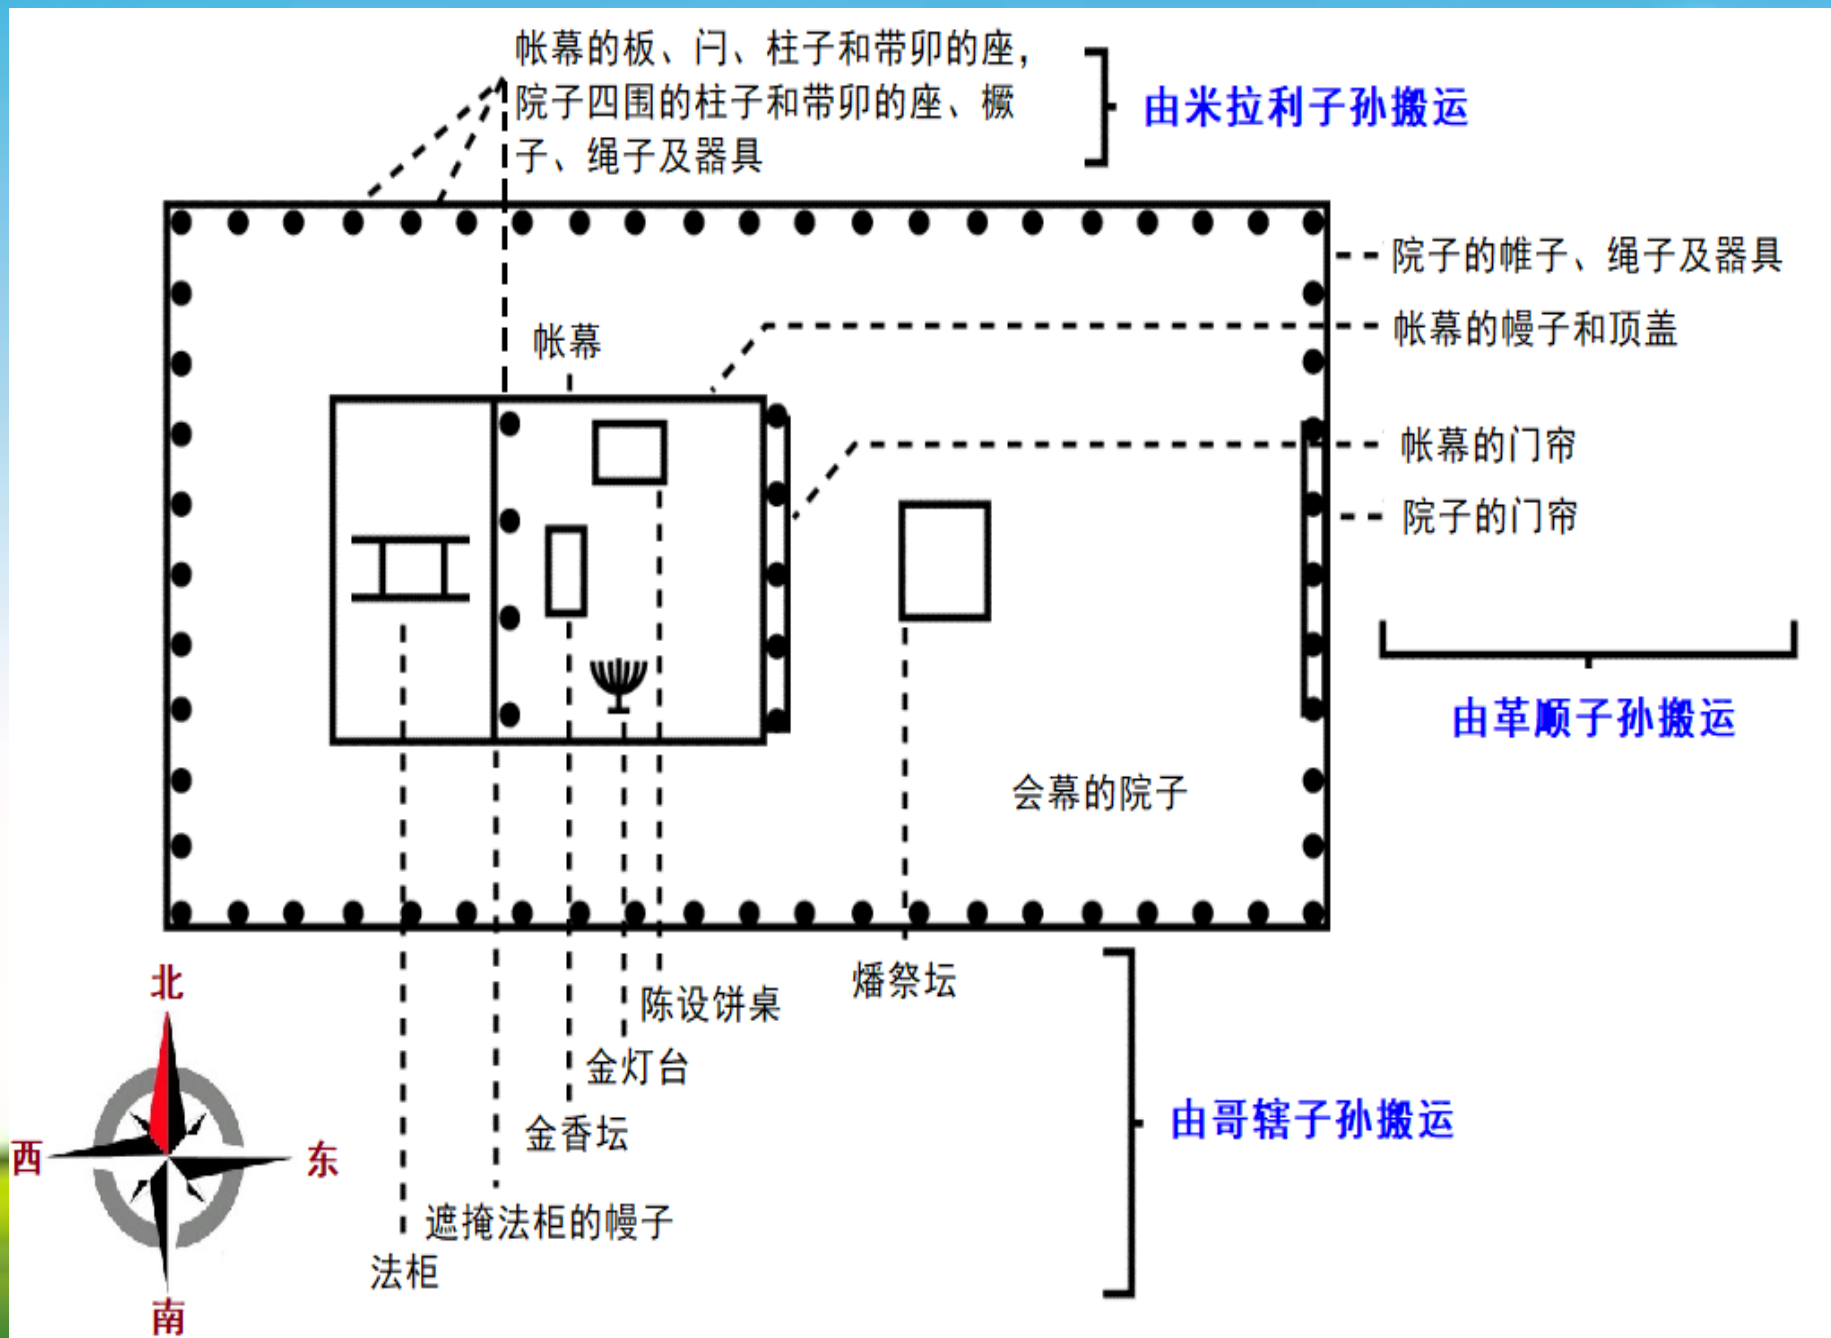 帐幕的板、闩、柱子和带卯的座，
院子四围的柱子和带卯的座、橛
子、绳子及器具
由米拉利子孙搬运
院子的帷子、绳子及器具
帐幕的幔子和顶盖
帐幕
帐幕的门帘
院子的门帘
由革顺子孙搬运
会幕的院子
燔祭坛
陈设饼桌
金灯台
金香坛
遮掩法柜的幔子
法柜
由哥辖子孙搬运
北
西
东
南